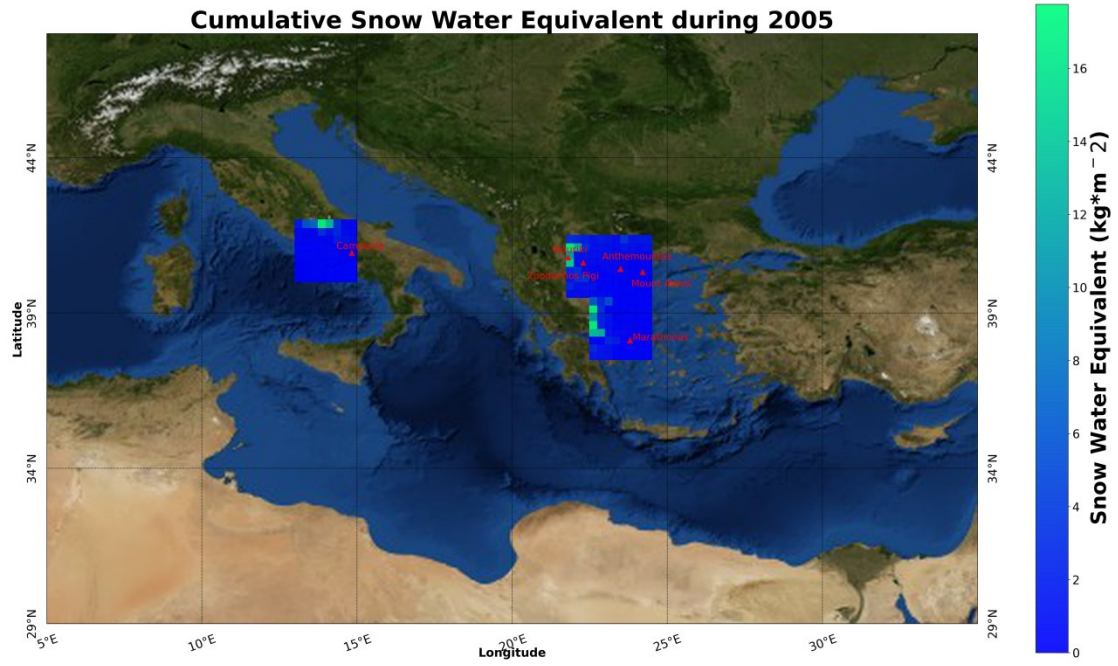 Cumulative Snow Water Equivalent during 2005
44°N
39°N
34°N
29°N
Latitude
44°N
39°N
34°N
29°N
5°E
10°E
15°E
20°E
25°E
30°E
Longitude
Anthemountas
Zoodochos Pigi
Mount Athos
Marathonas
16
14
12
10
8
6
4
2
0
Snow Water Equivalent (kg*m − 2)